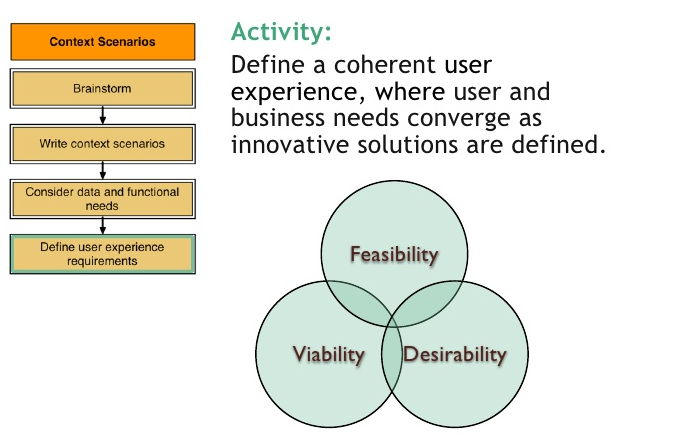 Context Scenarios
Brainstorm
Write context scenarios
Consider data and functional
needs
Define user experience
requirements
Activity:
Define a coherent user
experience, where user and
business needs converge as
innovative solutions are defined.
Feasibility
Viability
Desirability